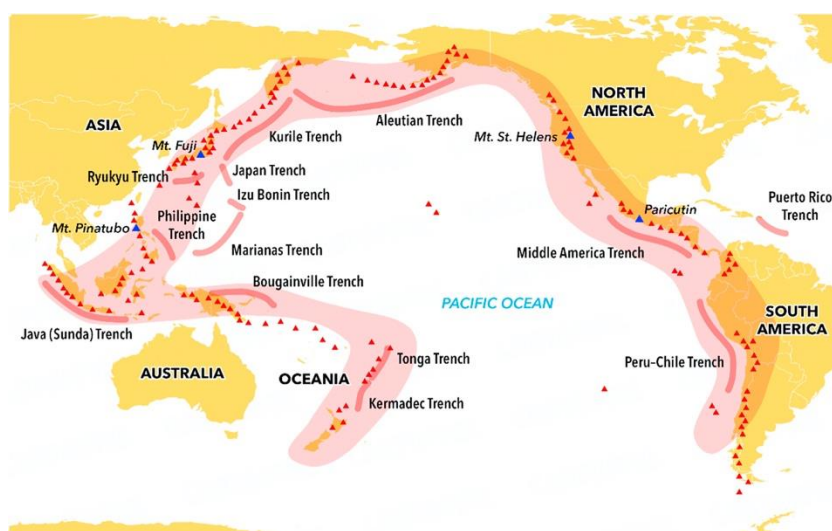 NORTH
AMERICA
ASIA
Aleutian Trench
Mt. Fuji
Kurile Trench
Mt. St. Helens
Ryukyu Trench
Japan Trench
Izu Bonin Trench
Puerto Rico
Trench
Mt. Pinatubo
Philippine
Trench
Paricutin
Marianas Trench
Middle America Trench
Bougainville Trench
PACIFIC OCEAN
SOUTH
AMERICA
Java (Sunda) Trench
AUSTRALIA
OCEANIA
Tonga Trench
Peru-Chile Trench
Kermadec Trench